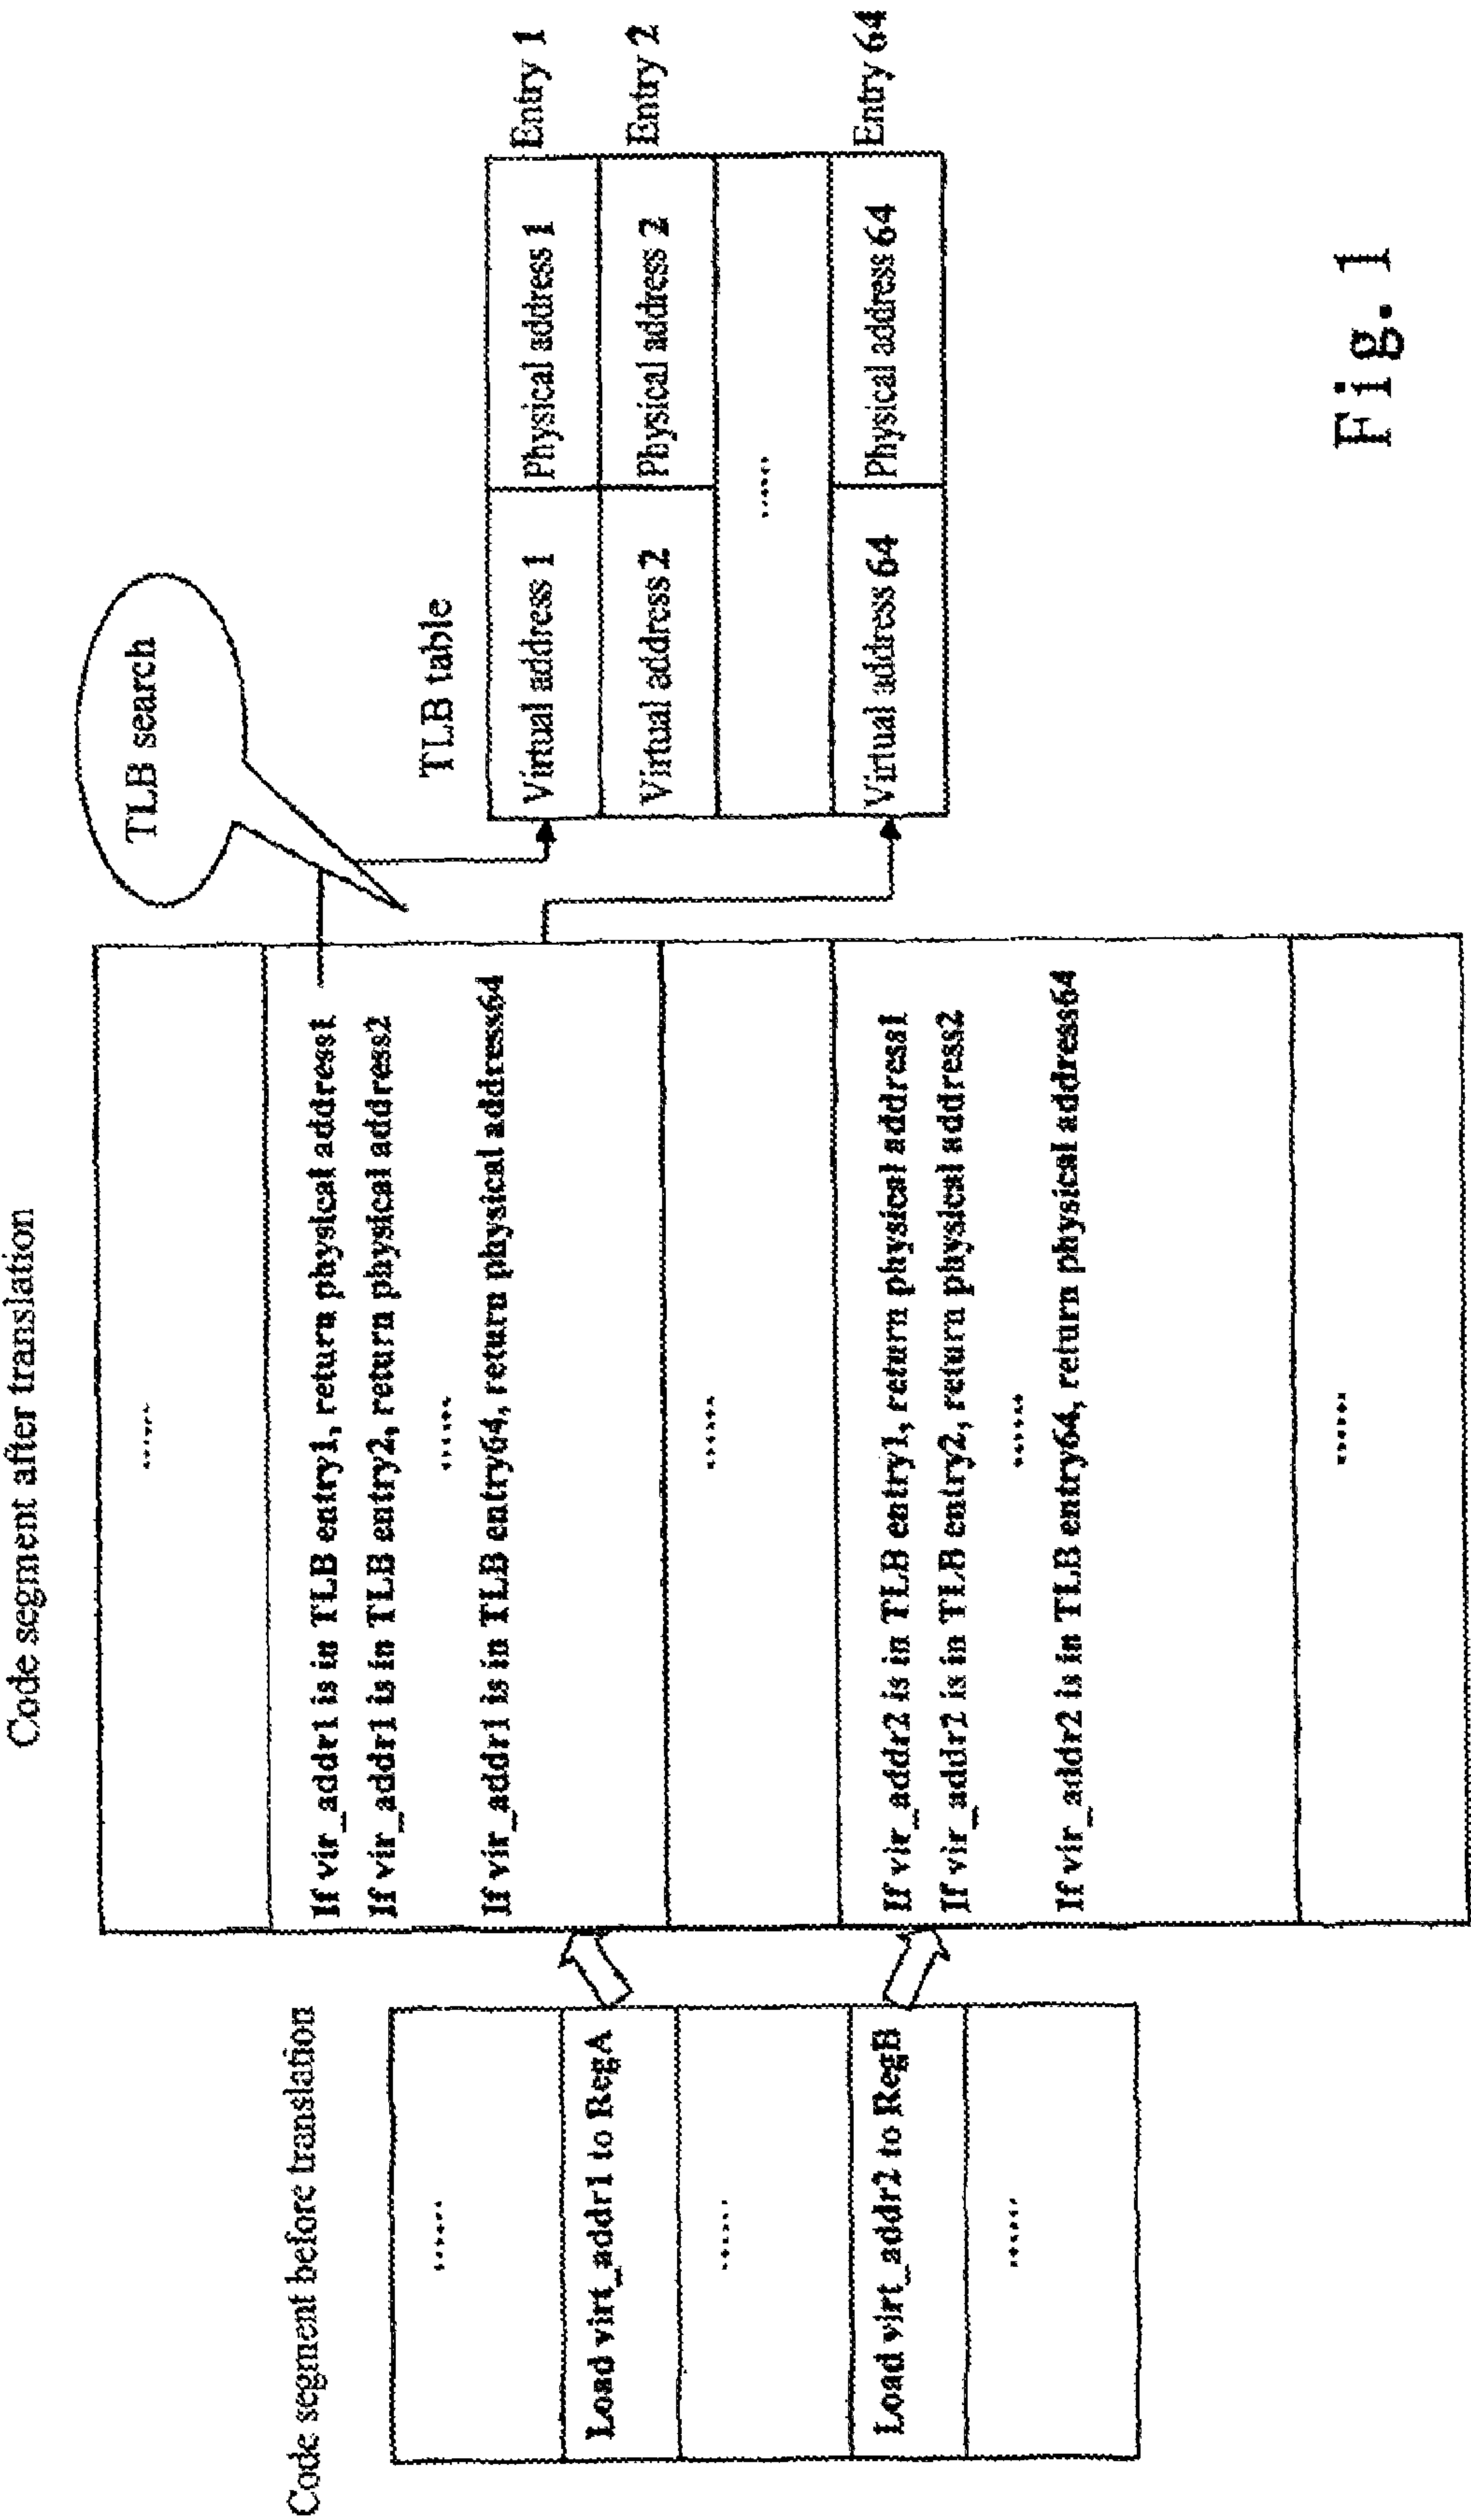 Code segment before translation
......
Load virt_addr1 to RegA
......
Load virt_addr2 to RegB
......
Code segment after translation
......
If vir_addr1 is in TLB entry1, return physical address1
If vir_addr1 is in TLB entry2, return physical address2
......
If vir_addr1 is in TLB entry64, return physical address64
......
If vir_addr2 is in TLB entry1, return physical address1
If vir_addr2 is in TLB entry2, return physical address2
......
If vir_addr2 is in TLB entry64, return physical address64
......
TLB search
TLB table
Virtual address 1 Physical address 1 Entry 1
Virtual address 2 Physical address 2 Entry 2
......
Virtual address 64 Physical address 64 Entry 64
Fig. 1